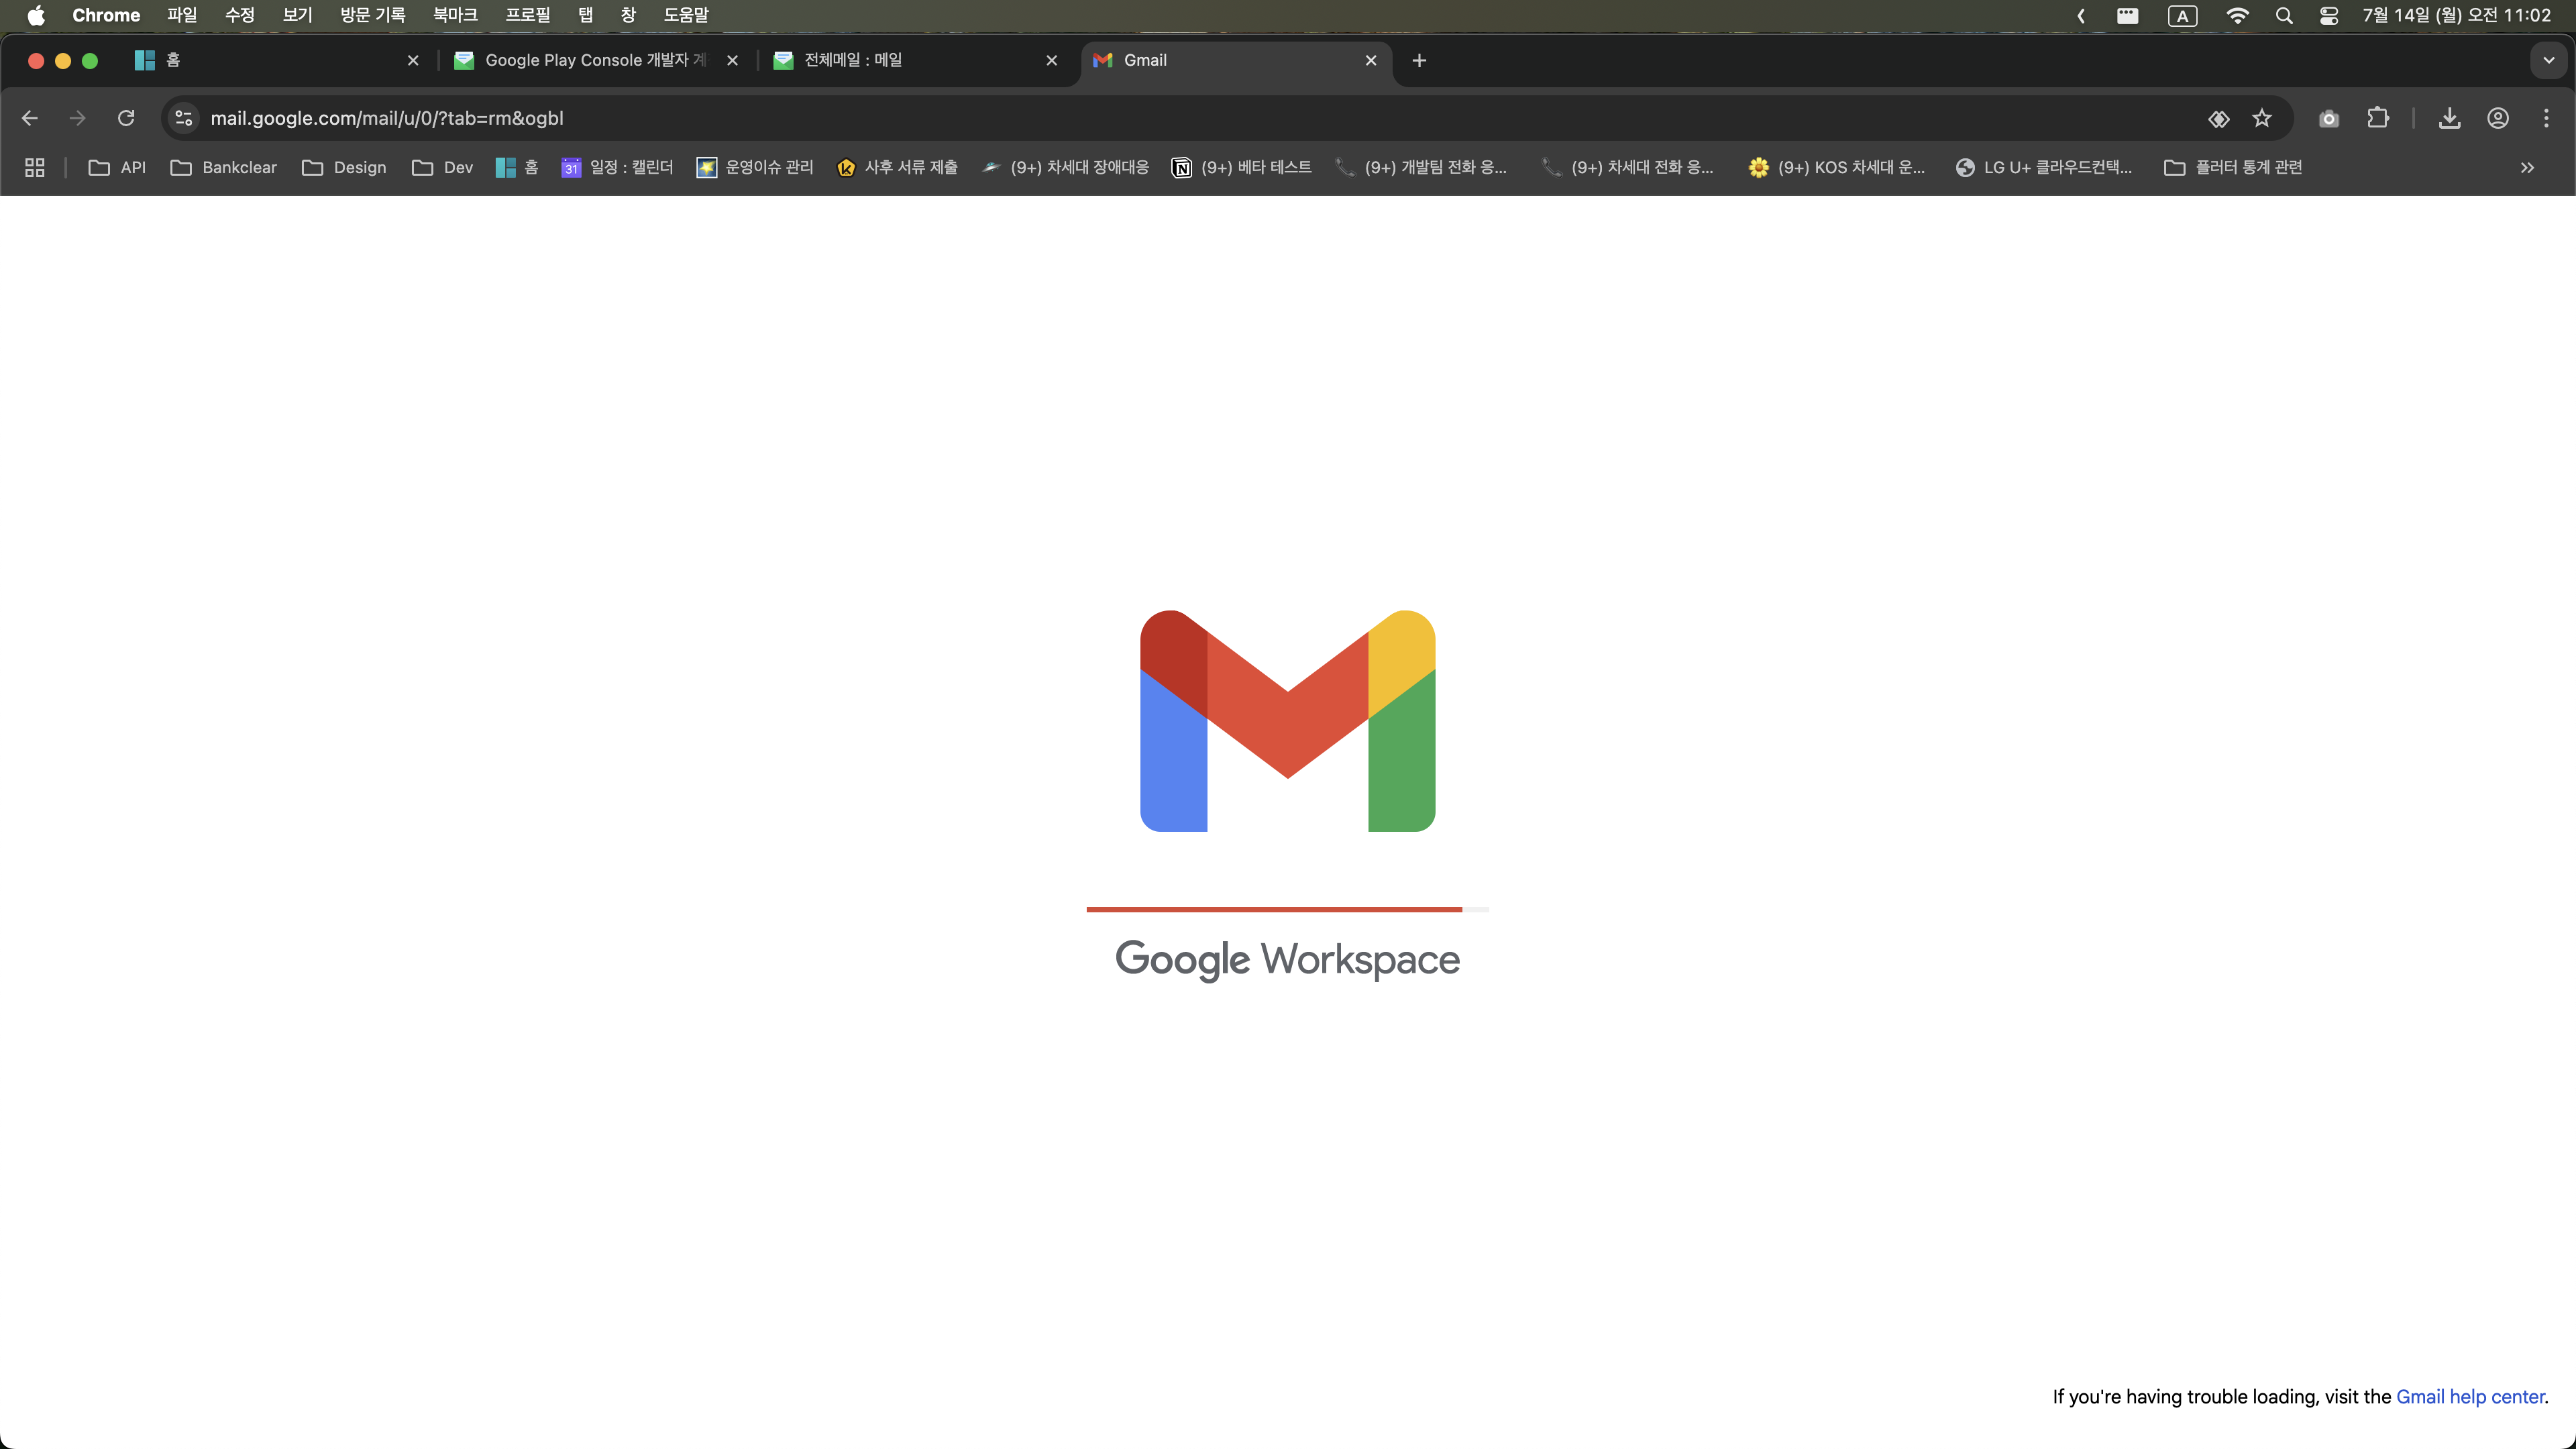 Chrome 파일 수정 보기 방문 기록 북마크 프로필 탭 창 도움말 A 7월 14일 (월) 오전 11:02
홈 Google Play Console 개발자 계 전체메일 : 메일 Gmail
mail.google.com/mail/u/0/?tab=rm&ogbl
API Bankclear Design Dev 홈 31 일정 : 캘린더 운영이슈 관리 k 사후 서류 제출 (9+) 차세대 장애대응 N (9+) 베타 테스트 (9+) 개발팀 전화 응... (9+) 차세대 전화 응... (9+) KOS 차세대 운... LG U+ 클라우드컨택... 플러터 통계 관련
Google Workspace
If you're having trouble loading, visit the Gmail help center.